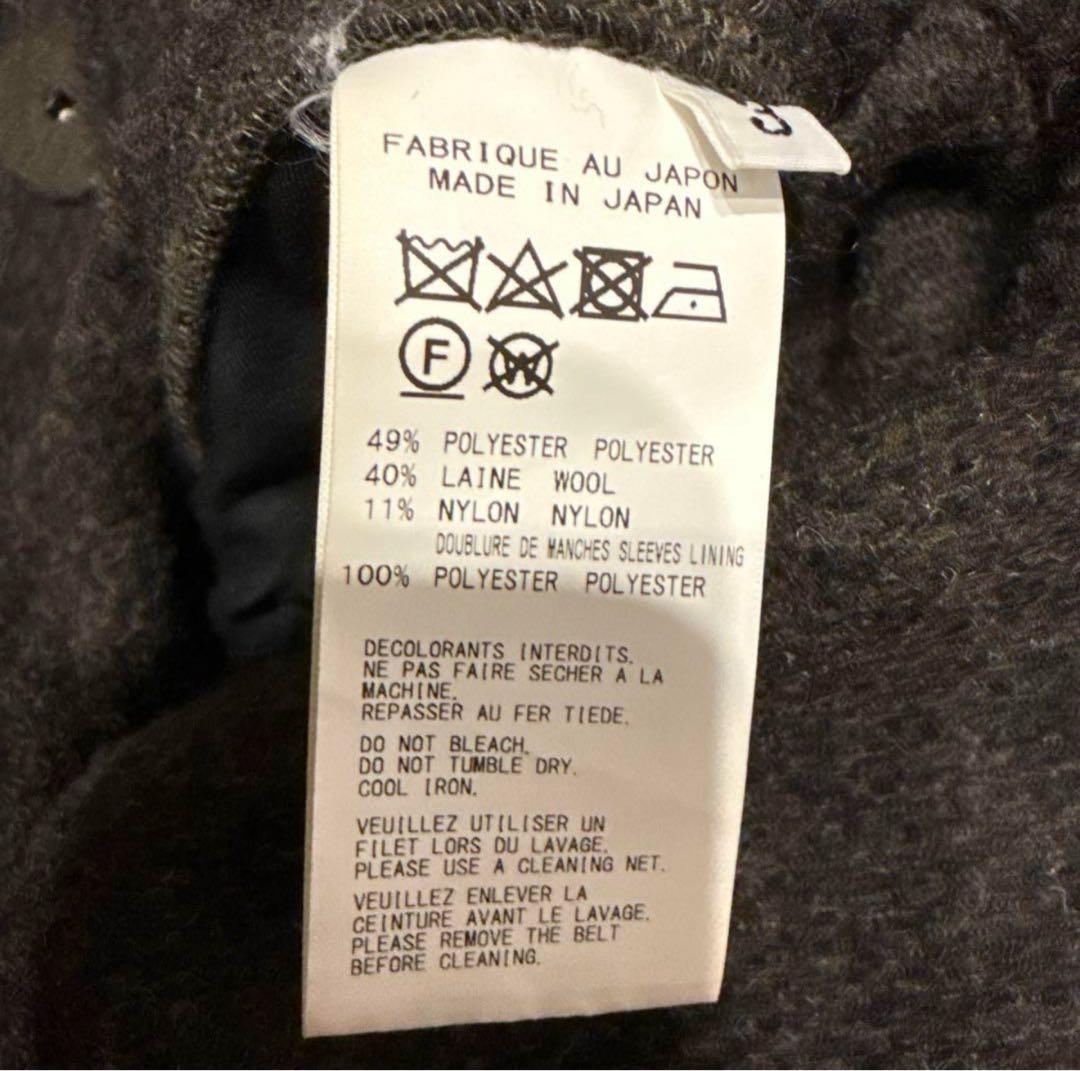 3
FABRIQUE AU JAPON
MADE IN JAPAN
F
W
49% POLYESTER POLYESTER
40% LAINE WOOL
11% NYLON NYLON
DOUBLURE DE MANCHES SLEEVES LINING
100% POLYESTER POLYESTER
DECOLORANTS INTERDITS.
NE PAS FAIRE SECHER A LA
MACHINE.
REPASSER AU FER TIEDE.
DO NOT BLEACH.
DO NOT TUMBLE DRY.
COOL IRON.
VEUILLEZ UTILISER UN
FILET LORS DU LAVAGE.
PLEASE USE A CLEANING NET.
VEUILLEZ ENLEVER LA
CEINTURE AVANT LE LAVAGE.
PLEASE REMOVE THE BELT
BEFORE CLEANING.